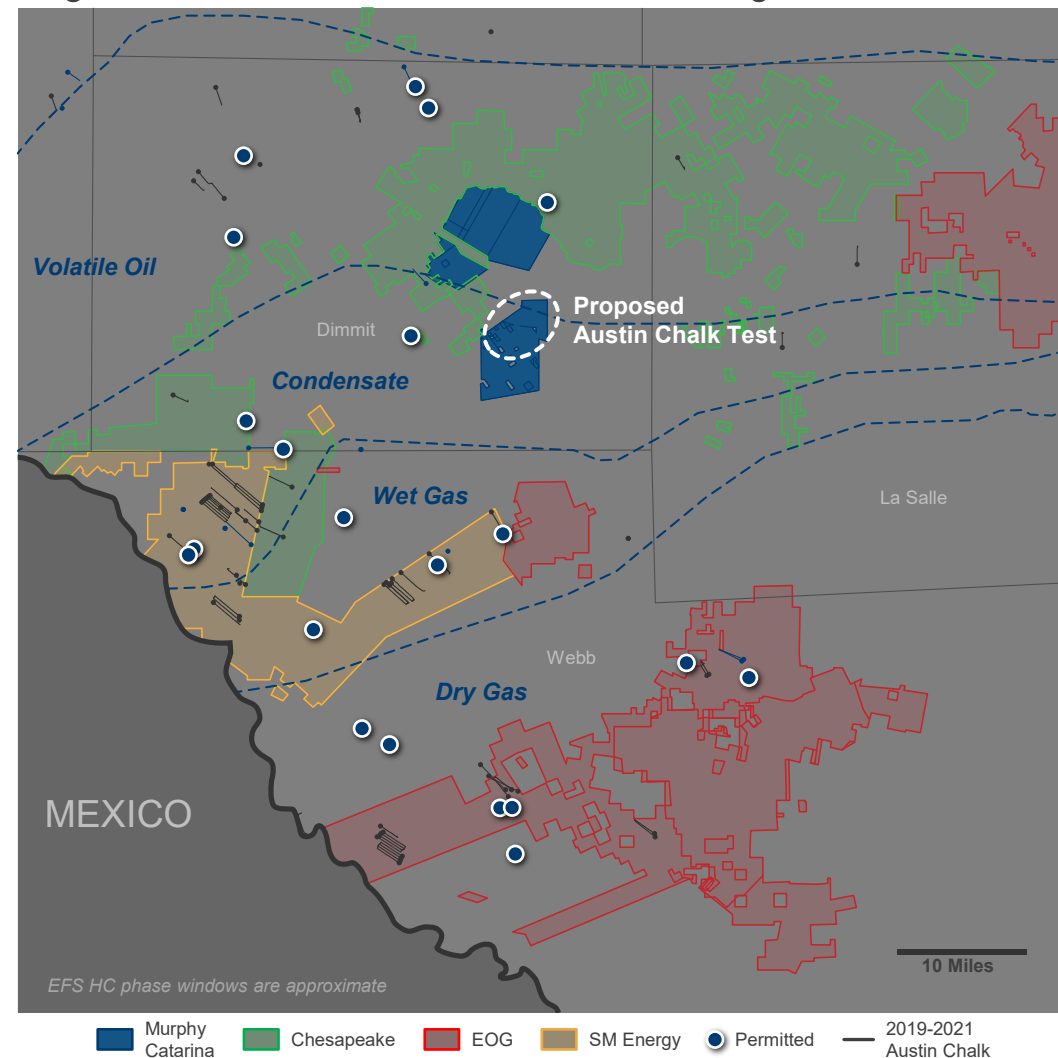 Volatile Oil
Proposed
Austin Chalk Test
Dimmit
Condensate
Wet Gas
La Salle
Webb
Dry Gas
MEXICO
10 Miles
EFS HC phase windows are approximate
Murphy
Catarina
Chesapeake
EOG
SM Energy
Permitted
2019-2021
Austin Chalk